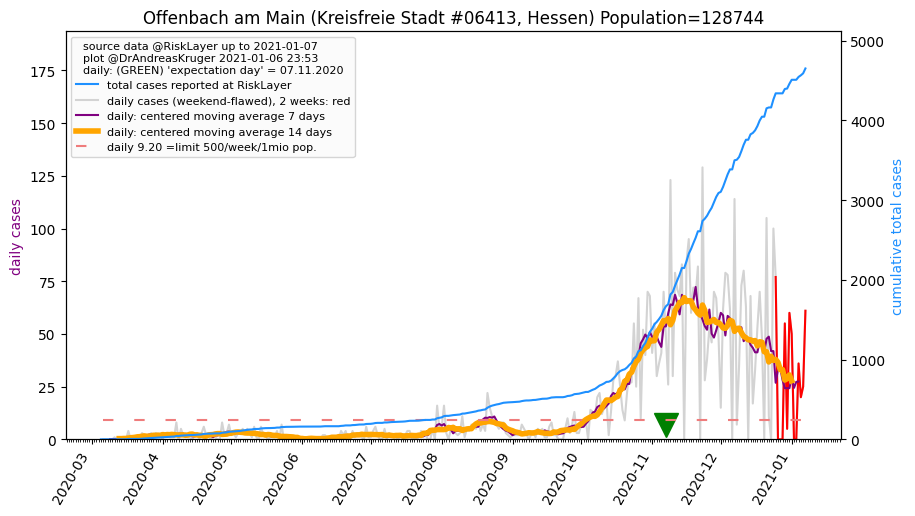 Offenbach am Main (Kreisfreie Stadt #06413, Hessen) Population=128744
source data @RiskLayer up to 2021-01-07
plot @DrAndreasKruger 2021-01-06 23:53
daily: (GREEN) 'expectation day' = 07.11.2020
total cases reported at RiskLayer
daily cases (weekend-flawed), 2 weeks: red
daily: centered moving average 7 days
daily: centered moving average 14 days
daily 9.20 =limit 500/week/1mio pop.
daily cases
175
150
125
100
75
50
25
0
cumulative total cases
5000
4000
3000
2000
1000
0
2020-03
2020-04
2020-05
2020-06
2020-07
2020-08
2020-09
2020-10
2020-11
2020-12
2021-01